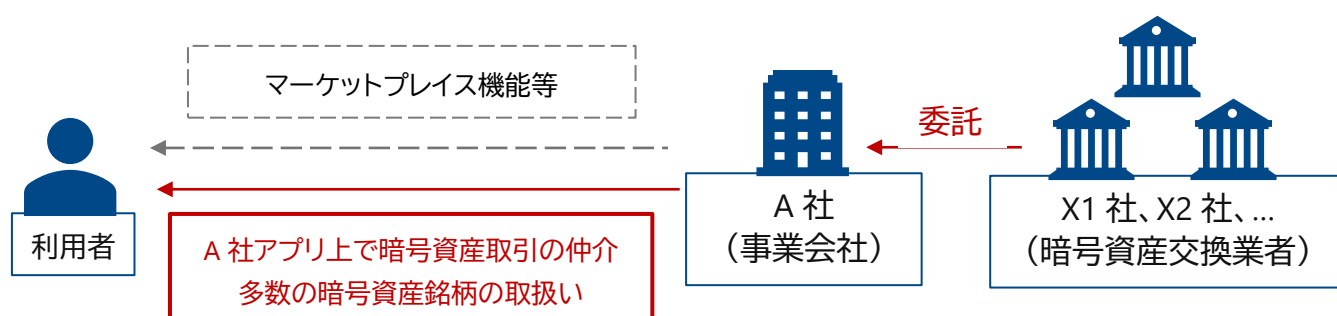 マーケットプレイス機能等
委託
利用者
A 社アプリ上で暗号資産取引の仲介
多数の暗号資産銘柄の取扱い
A 社
（事業会社）
X1 社、X2 社、…
（暗号資産交換業者）